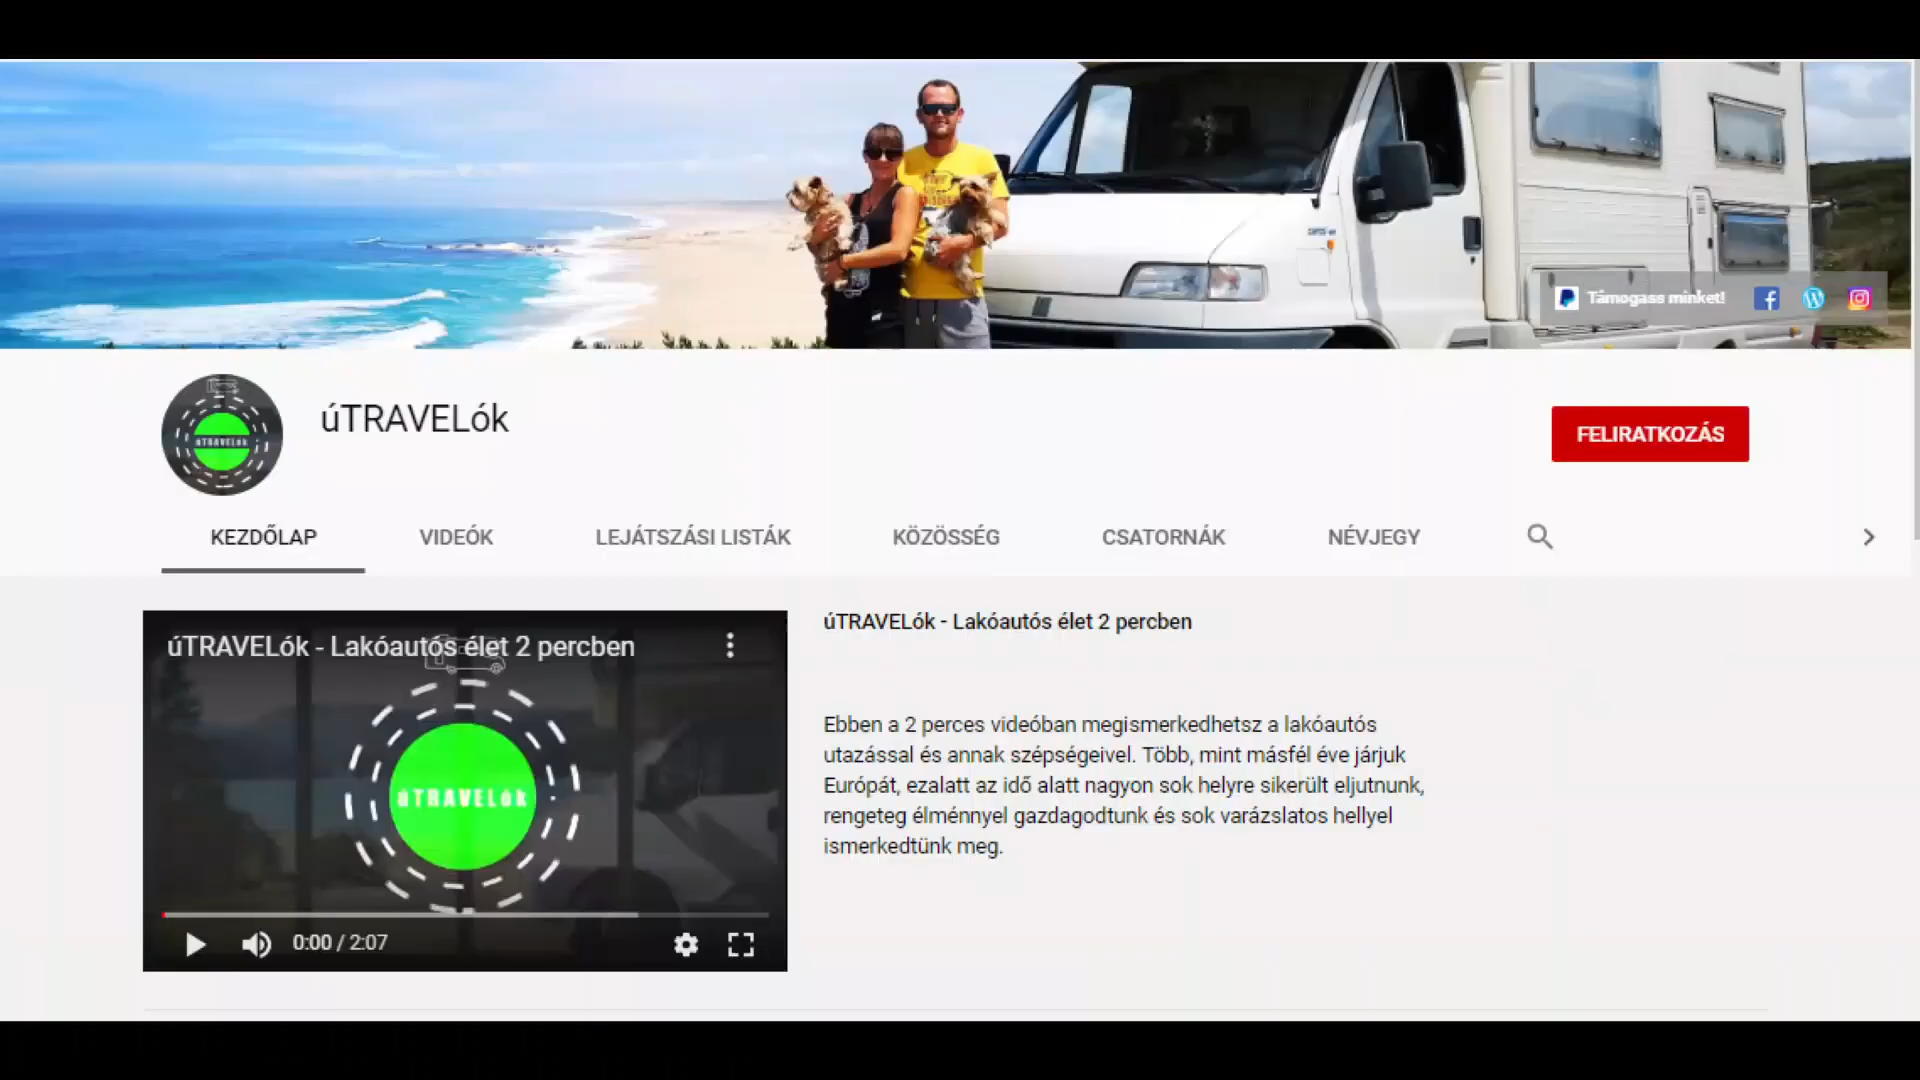 Támogass minket!
úTRAVELók
úTRAVELók
FELIRATKOZÁS
KEZDŐLAP VIDEÓK LEJÁTSZÁSI LISTÁK KÖZÖSSÉG CSATORNÁK NÉVJEGY
úTRAVELók - Lakóautós élet 2 percben
úTRAVELók
0:00 / 2:07
úTRAVELók - Lakóautós élet 2 percben
Ebben a 2 perces videóban megismerkedhetsz a lakóautós
utazással és annak szépségeivel. Több, mint másfél éve járjuk
Európát, ezalatt az idő alatt nagyon sok helyre sikerült eljutnunk,
rengeteg élménnyel gazdagodtunk és sok varázslatos hellyel
ismerkedtünk meg.